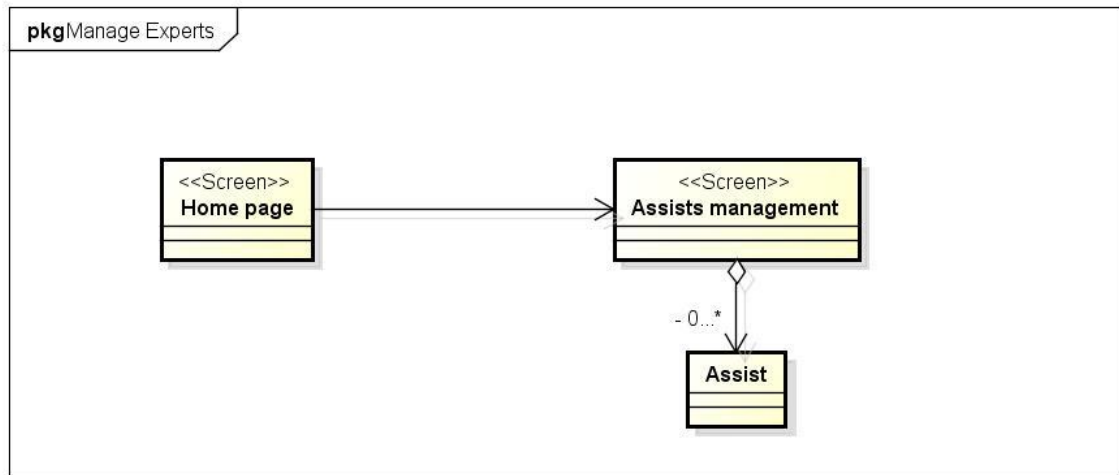 pkgManage Experts
<<Screen>>
Home page
<<Screen>>
Assists management
- 0...*
Assist